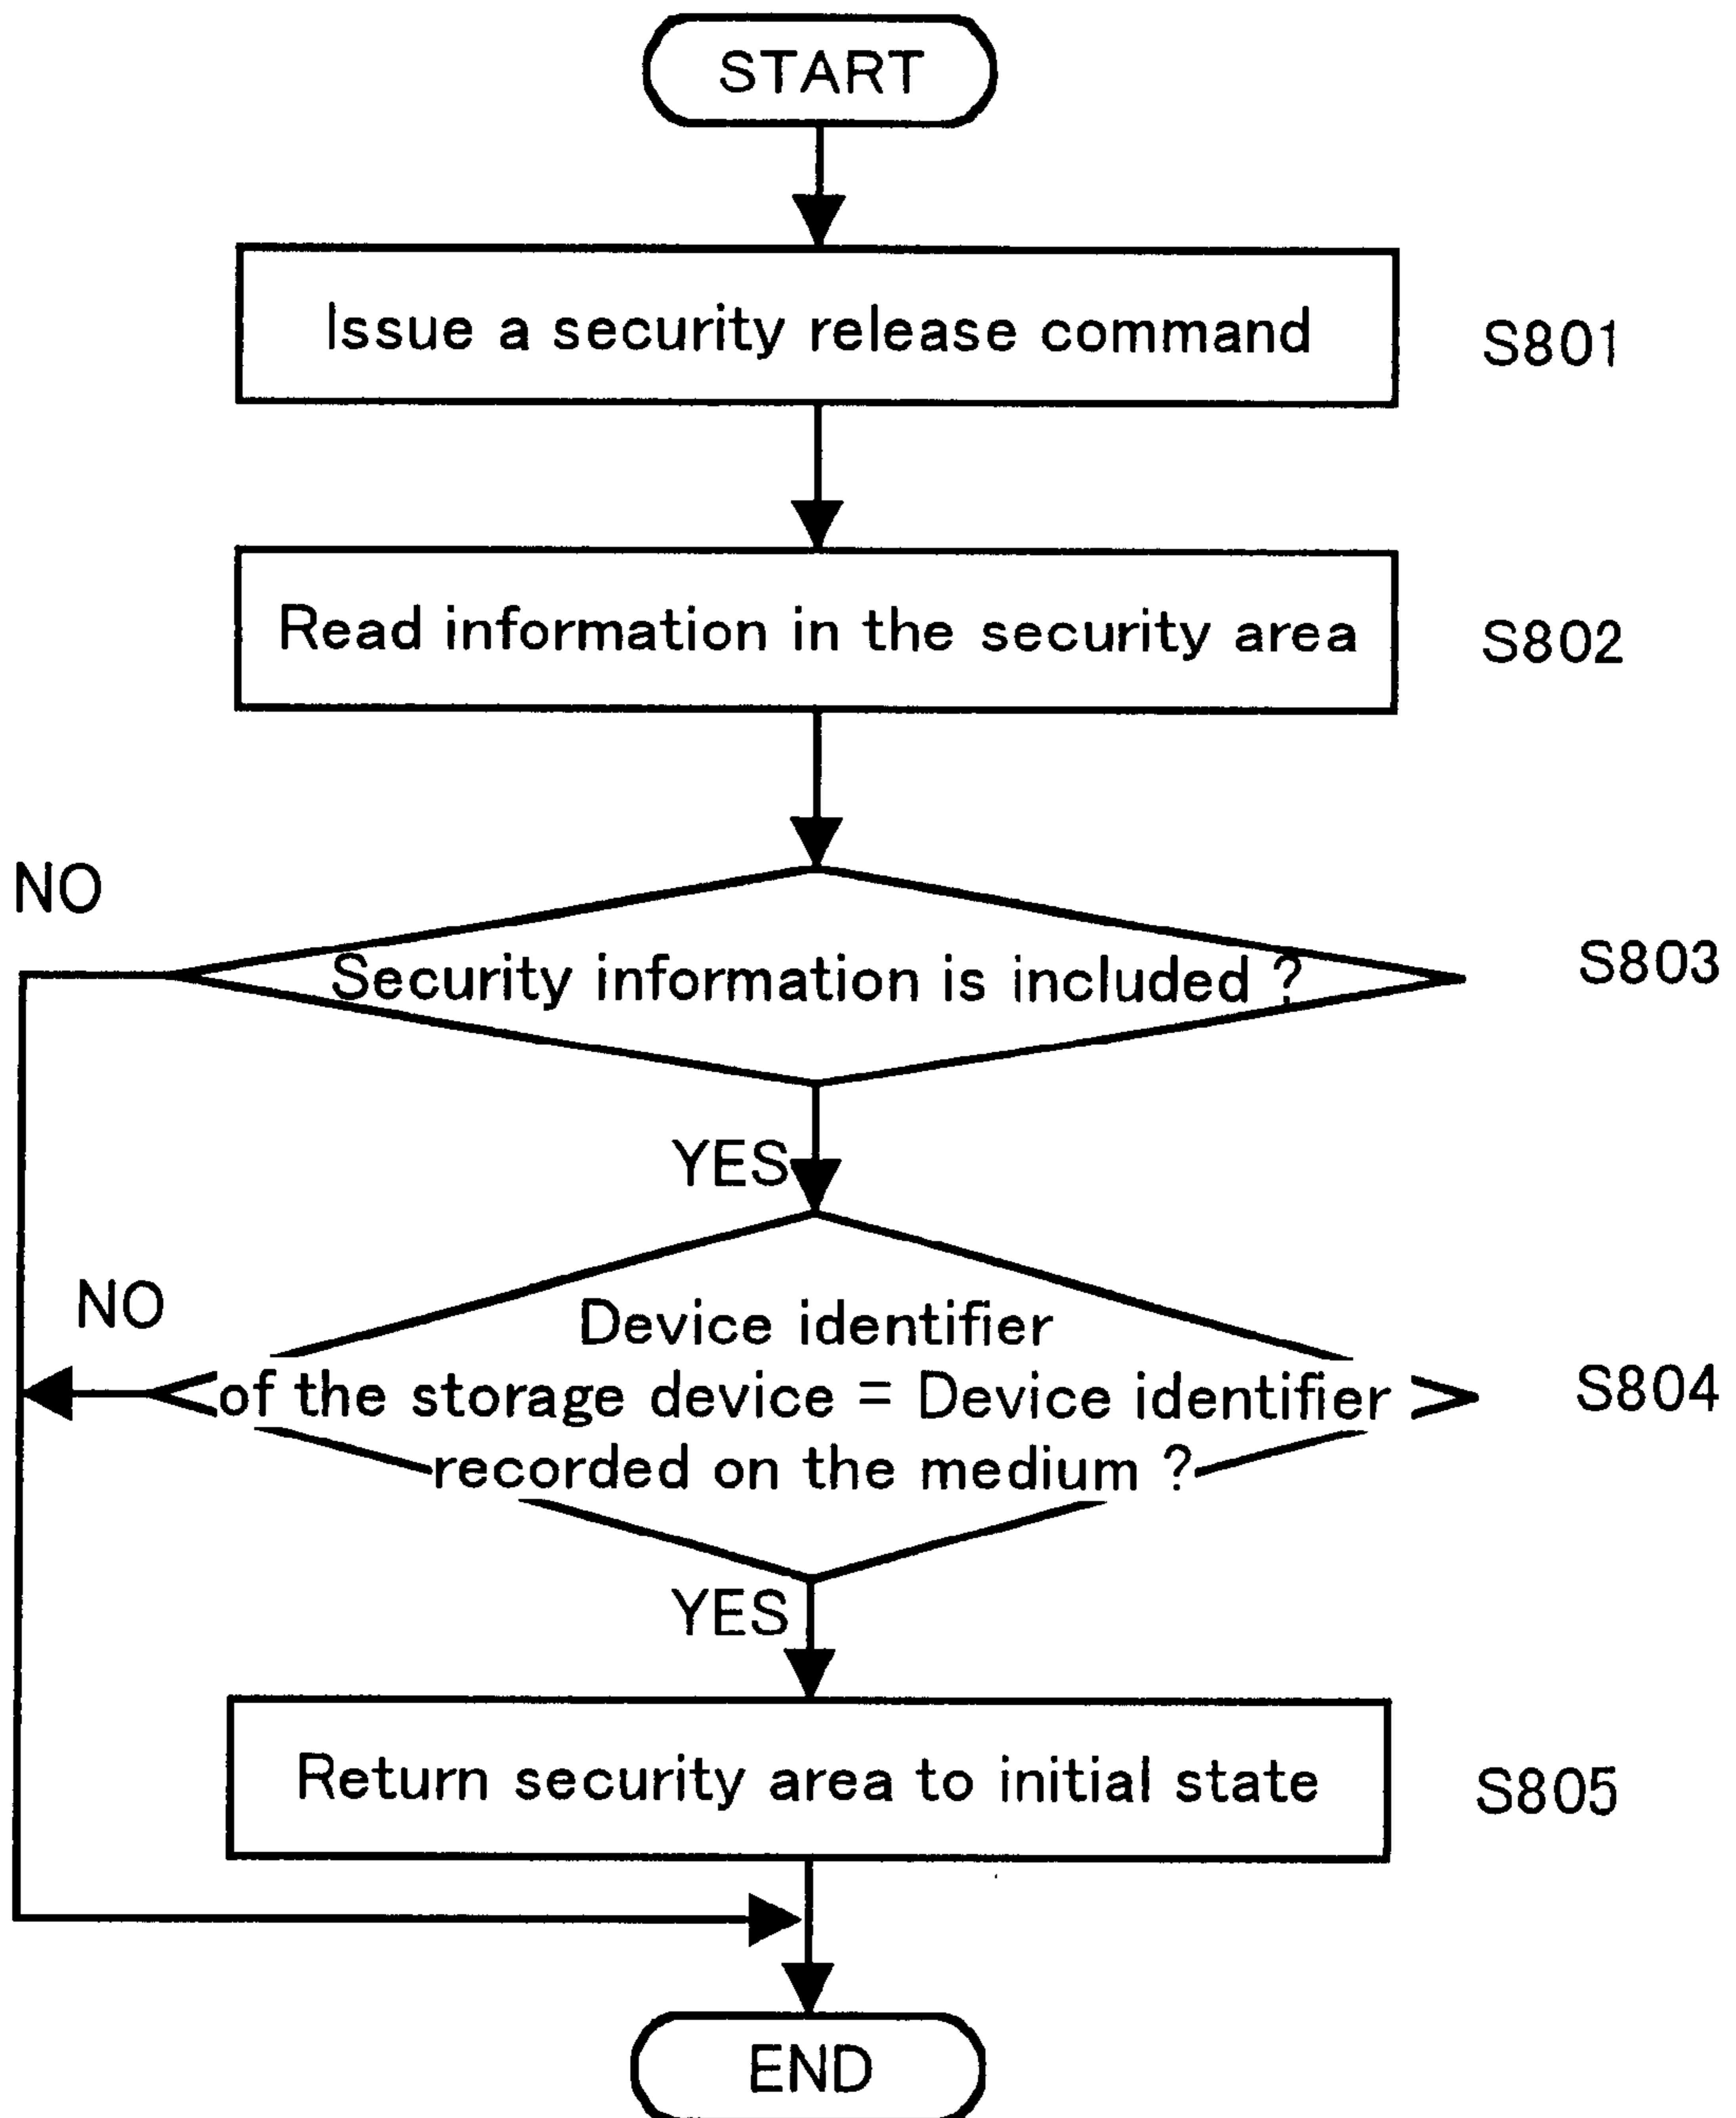 START
Issue a security release command
S801
Read information in the security area
S802
NO
Security information is included ?
S803
YES
NO
Device identifier
of the storage device = Device identifier
recorded on the medium ?
S804
YES
Return security area to initial state
S805
END